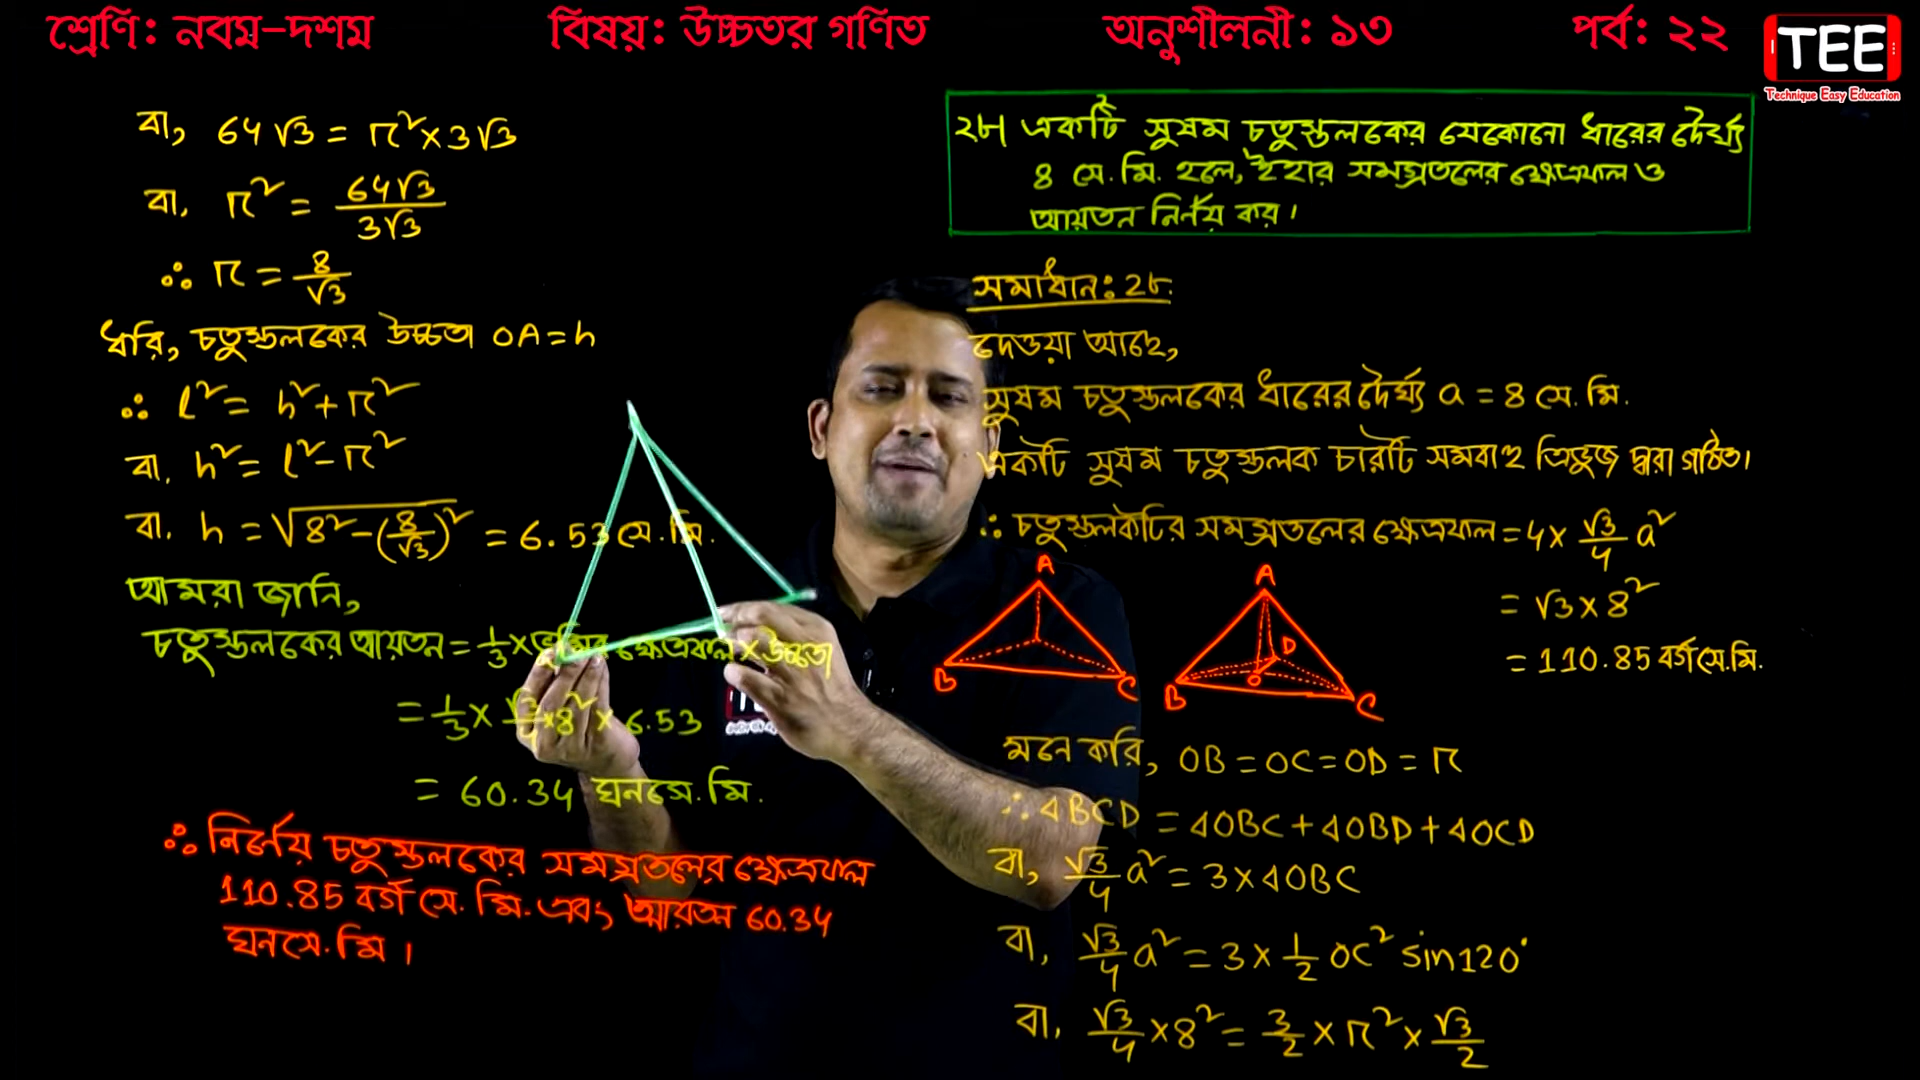 শ্রেণি: নবম-দশম
বিষয়: উচ্চতর গণিত
অনুশীলনী: ১৩
পর্ব: ২২
TEE
Technique Easy Education
২৮। একটি সুষম চতুস্তলকের যেকোনো ধারের দৈর্ঘ্য
8 সে.মি. হলে, ইহার সমগ্রতলের ক্ষেত্রফল ও
আয়তন নির্ণয় কর।
সমাধান: ২৮
দেওয়া আছে,
সুষম চতুস্তলকের ধারের দৈর্ঘ্য a = 8 সে.মি.
একটি সুষম চতুস্তলক চারটি সমবাহু ত্রিভুজ দ্বারা গঠিত।
∴ চতুস্তলকটির সমগ্রতলের ক্ষেত্রফল = 4 × √3/4 a²
= √3 × 8²
= 110.85 বর্গ সে.মি.
A
B
C
A
B
C
D
O
মনে করি, OB = OC = OD = r
∴ ΔBCD = ΔOBC + ΔOBD + ΔOCD
বা, √3/4 a² = 3 × ΔOBC
বা, √3/4 a² = 3 × 1/2 OC² sin120°
বা, √3/4 × 8² = 3/2 × r² × √3/2
বা, 64√3 = r² × 3√3
বা, r² = 64√3/3√3
∴ r = 8/√3
ধরি, চতুস্তলকের উচ্চতা OA = h
∴ l² = h² + r²
বা, h² = l² - r²
বা, h = √8² - (8/√3)² = 6.53 সে.মি.
আমরা জানি,
চতুস্তলকের আয়তন = 1/3 × ভূমির ক্ষেত্রফল × উচ্চতা
= 1/3 × √3/4 × 8² × 6.53
= 60.34 ঘন সে.মি.
∴ নির্ণেয় চতুস্তলকের সমগ্রতলের ক্ষেত্রফল
110.85 বর্গ সে. মি. এবং আয়তন 60.34
ঘন সে.মি।